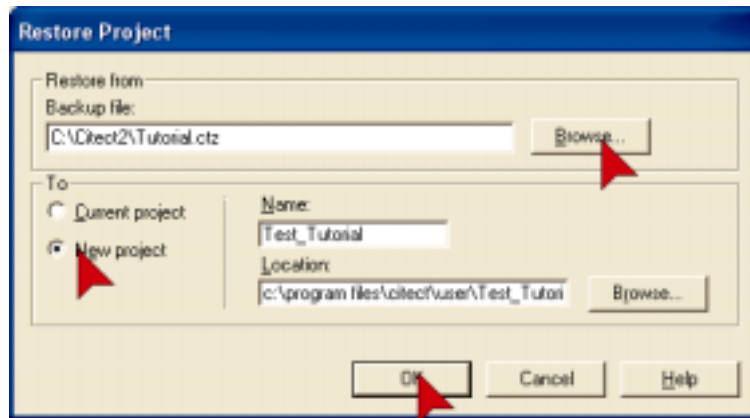 Restore Project
Restore from
Backup file:
C:\Citect2\Tutorial.ctz
Browse...
To
Current project
New project
Name:
Test_Tutorial
Location:
c:\program files\citect\user\Test_Tutori
Browse...
OK
Cancel
Help